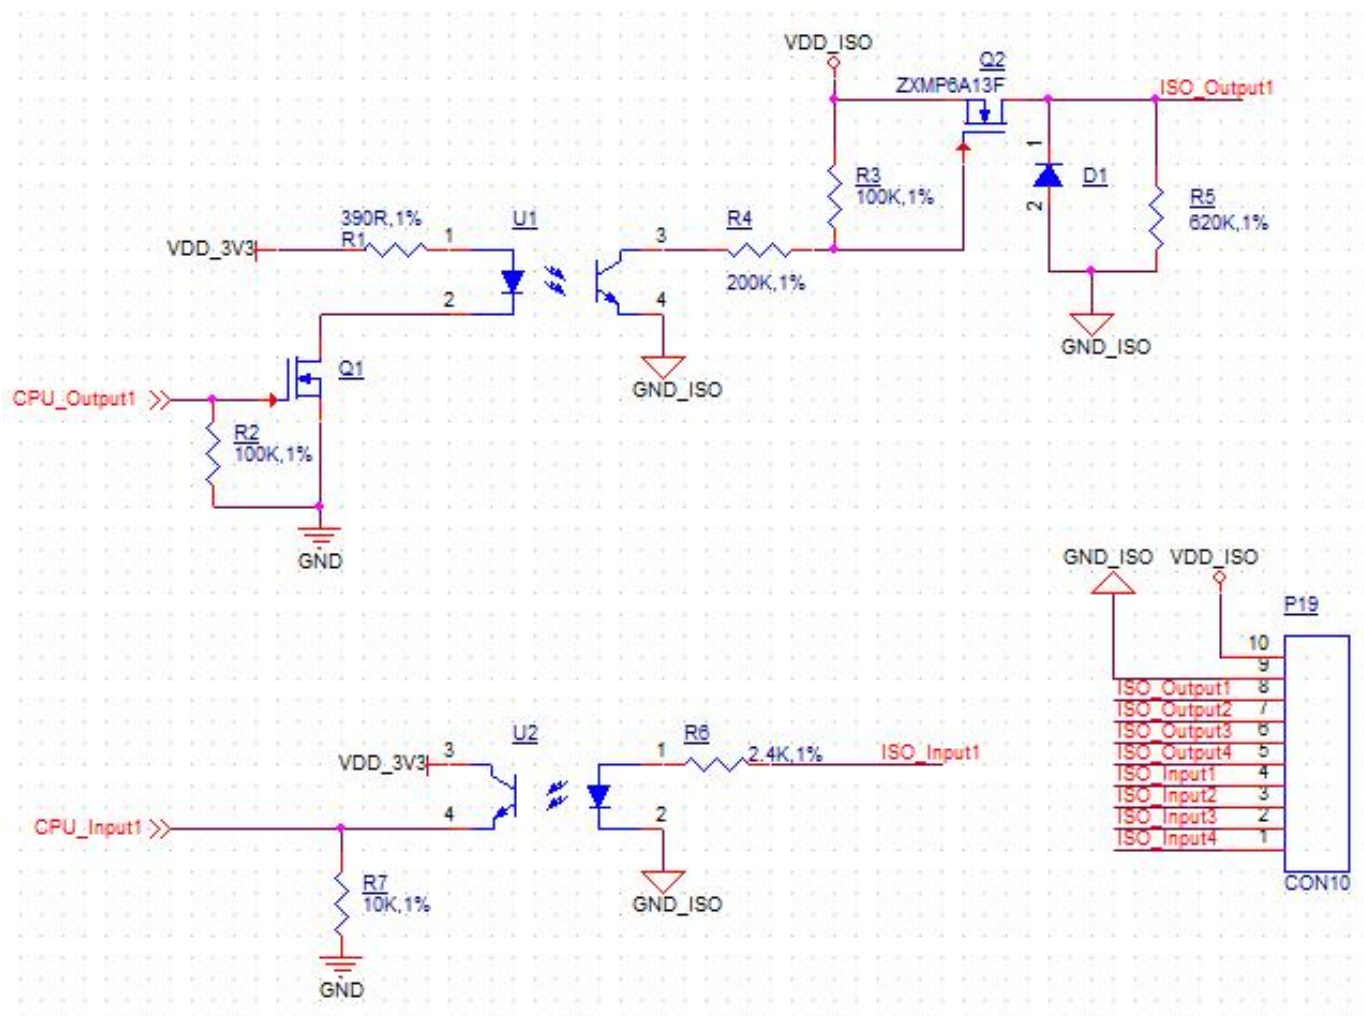 VDD_ISO
Q2
ZXMP6A13F
ISO_Output1
1
D1
2
R3
100K,1%
R5
620K,1%
GND_ISO
390R,1%
R1
VDD_3V3
1
U1
2
3
4
R4
200K,1%
GND_ISO
Q1
CPU_Output1
R2
100K,1%
GND
GND_ISO
VDD_ISO
P19
10
9
ISO_Output1 8
ISO_Output2 7
ISO_Output3 6
ISO_Output4 5
ISO_Input1 4
ISO_Input2 3
ISO_Input3 2
ISO_Input4 1
CON10
U2
VDD_3V3
3
4
1
2
R6
2.4K,1%
ISO_Input1
CPU_Input1
R7
10K,1%
GND
GND_ISO